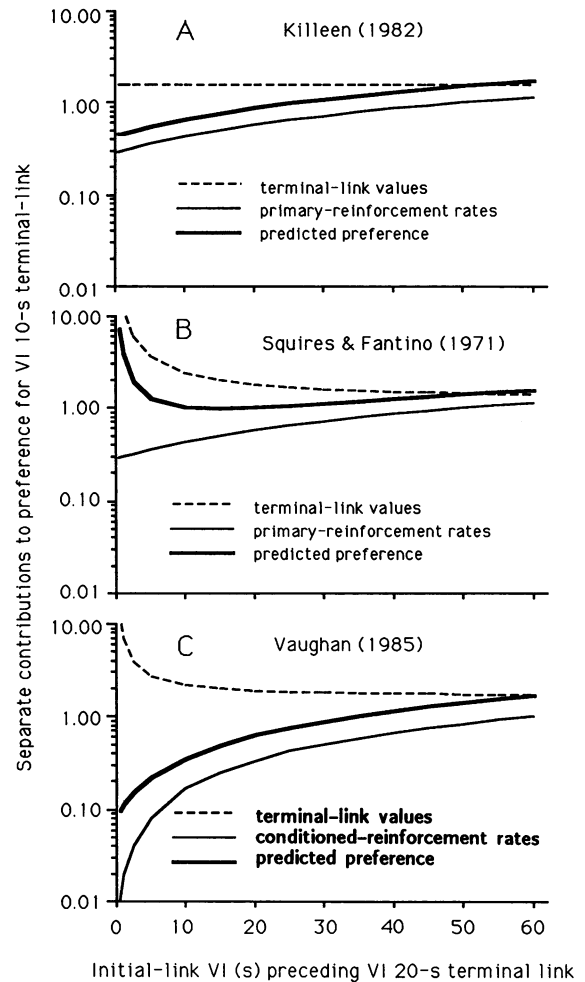 Separate contributions to preference for VI 10-s terminal-link
10.00
1.00
0.10
0.01
A
Killeen (1982)
terminal-link values
primary-reinforcement rates
predicted preference
10.00
1.00
0.10
0.01
B
Squires & Fantino (1971)
terminal-link values
primary-reinforcement rates
predicted preference
10.00
1.00
0.10
0.01
C
Vaughan (1985)
terminal-link values
conditioned-reinforcement rates
predicted preference
0 10 20 30 40 50 60
Initial-link VI (s) preceding VI 20-s terminal link